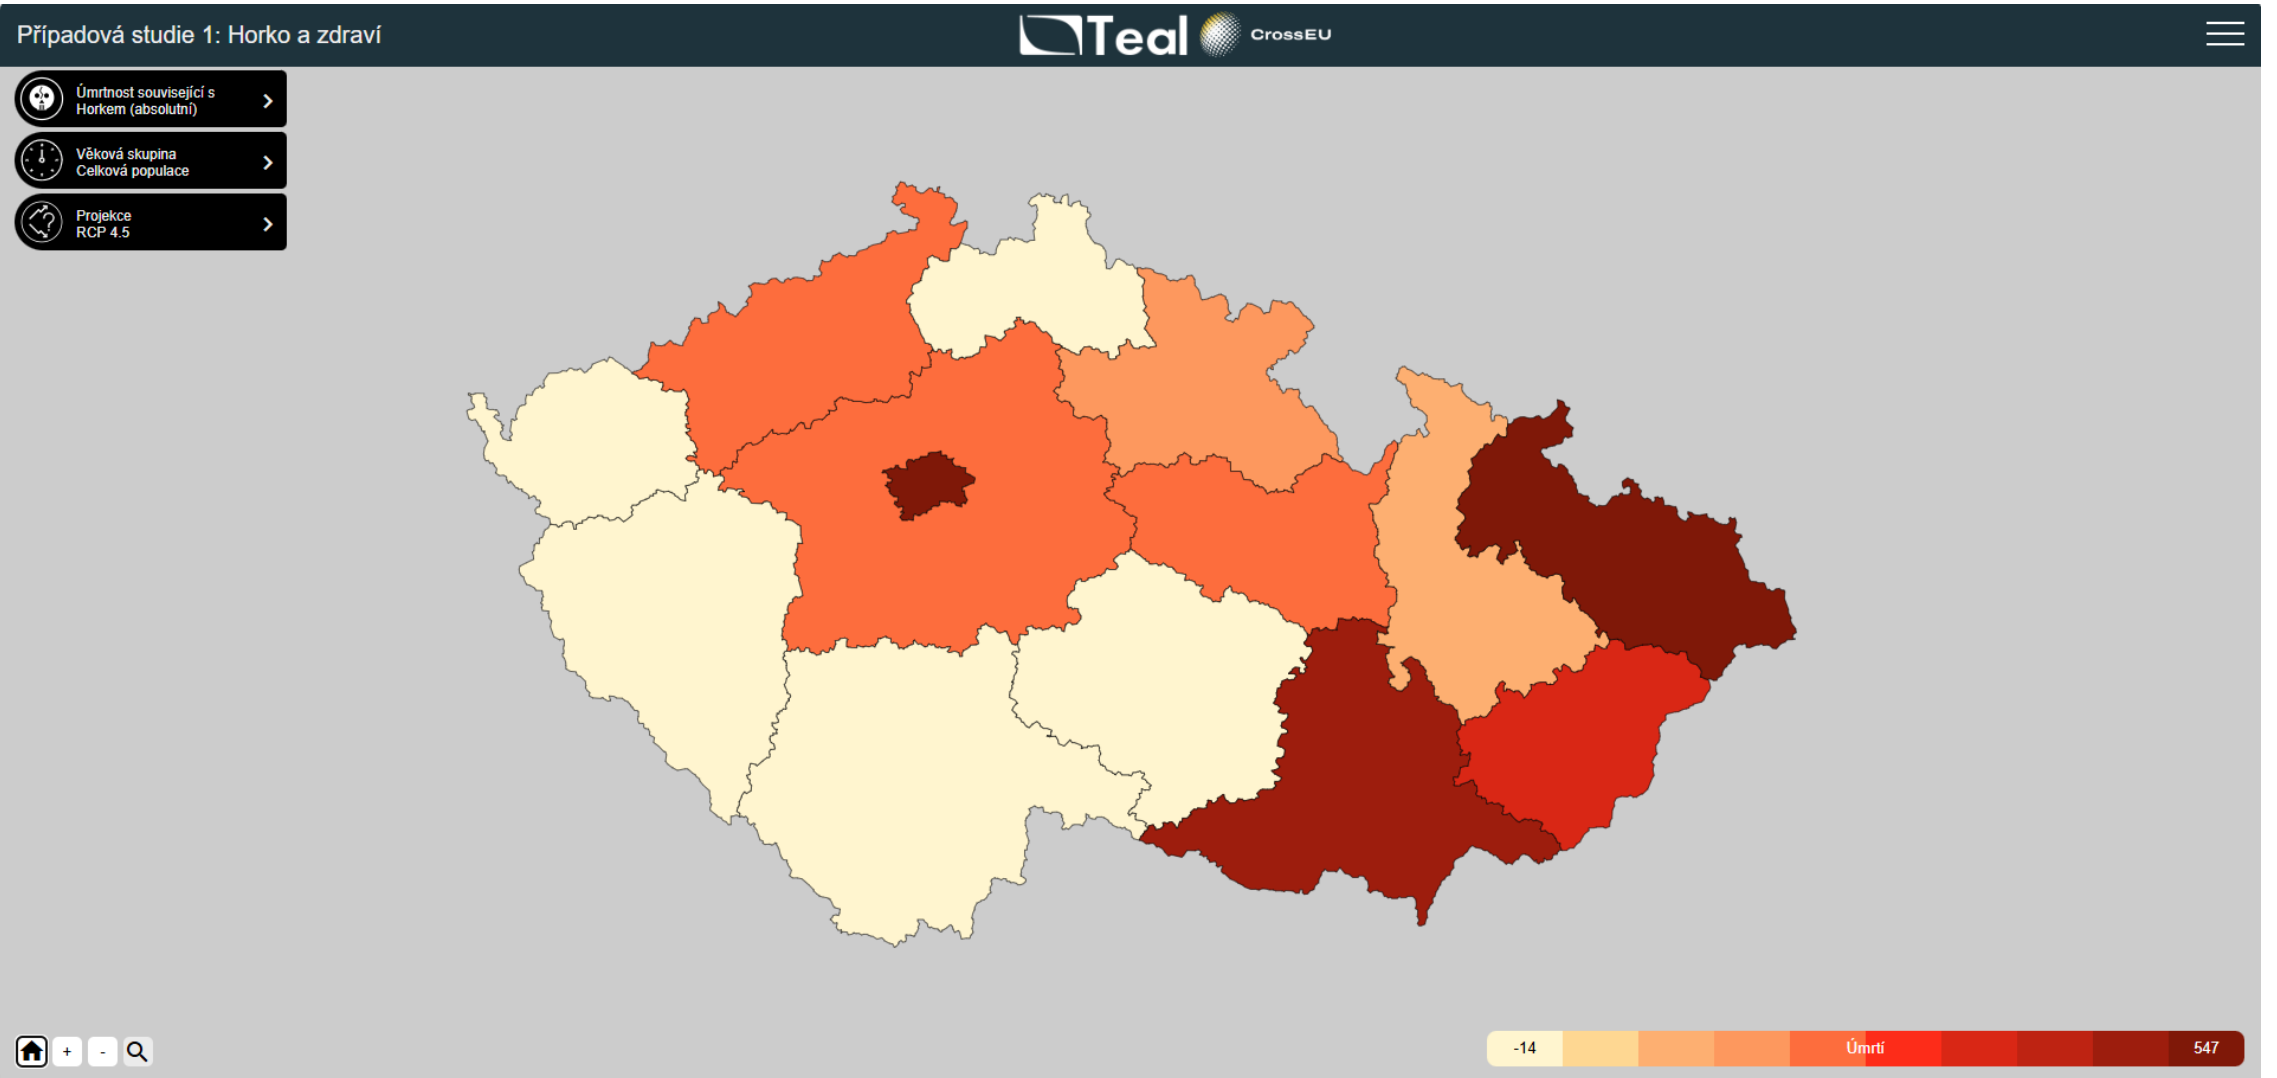 Případová studie 1: Horko a zdraví
Teal CrossEU
Úmrtnost související s
Horkem (absolutní)
Věková skupina
Celková populace
Projekce
RCP 4.5
+ -
-14 Úmrtí 547